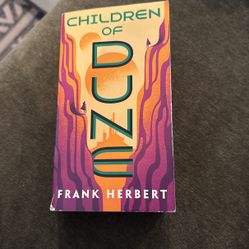 CHILDREN
OF
DUNE
FRANK HERBERT